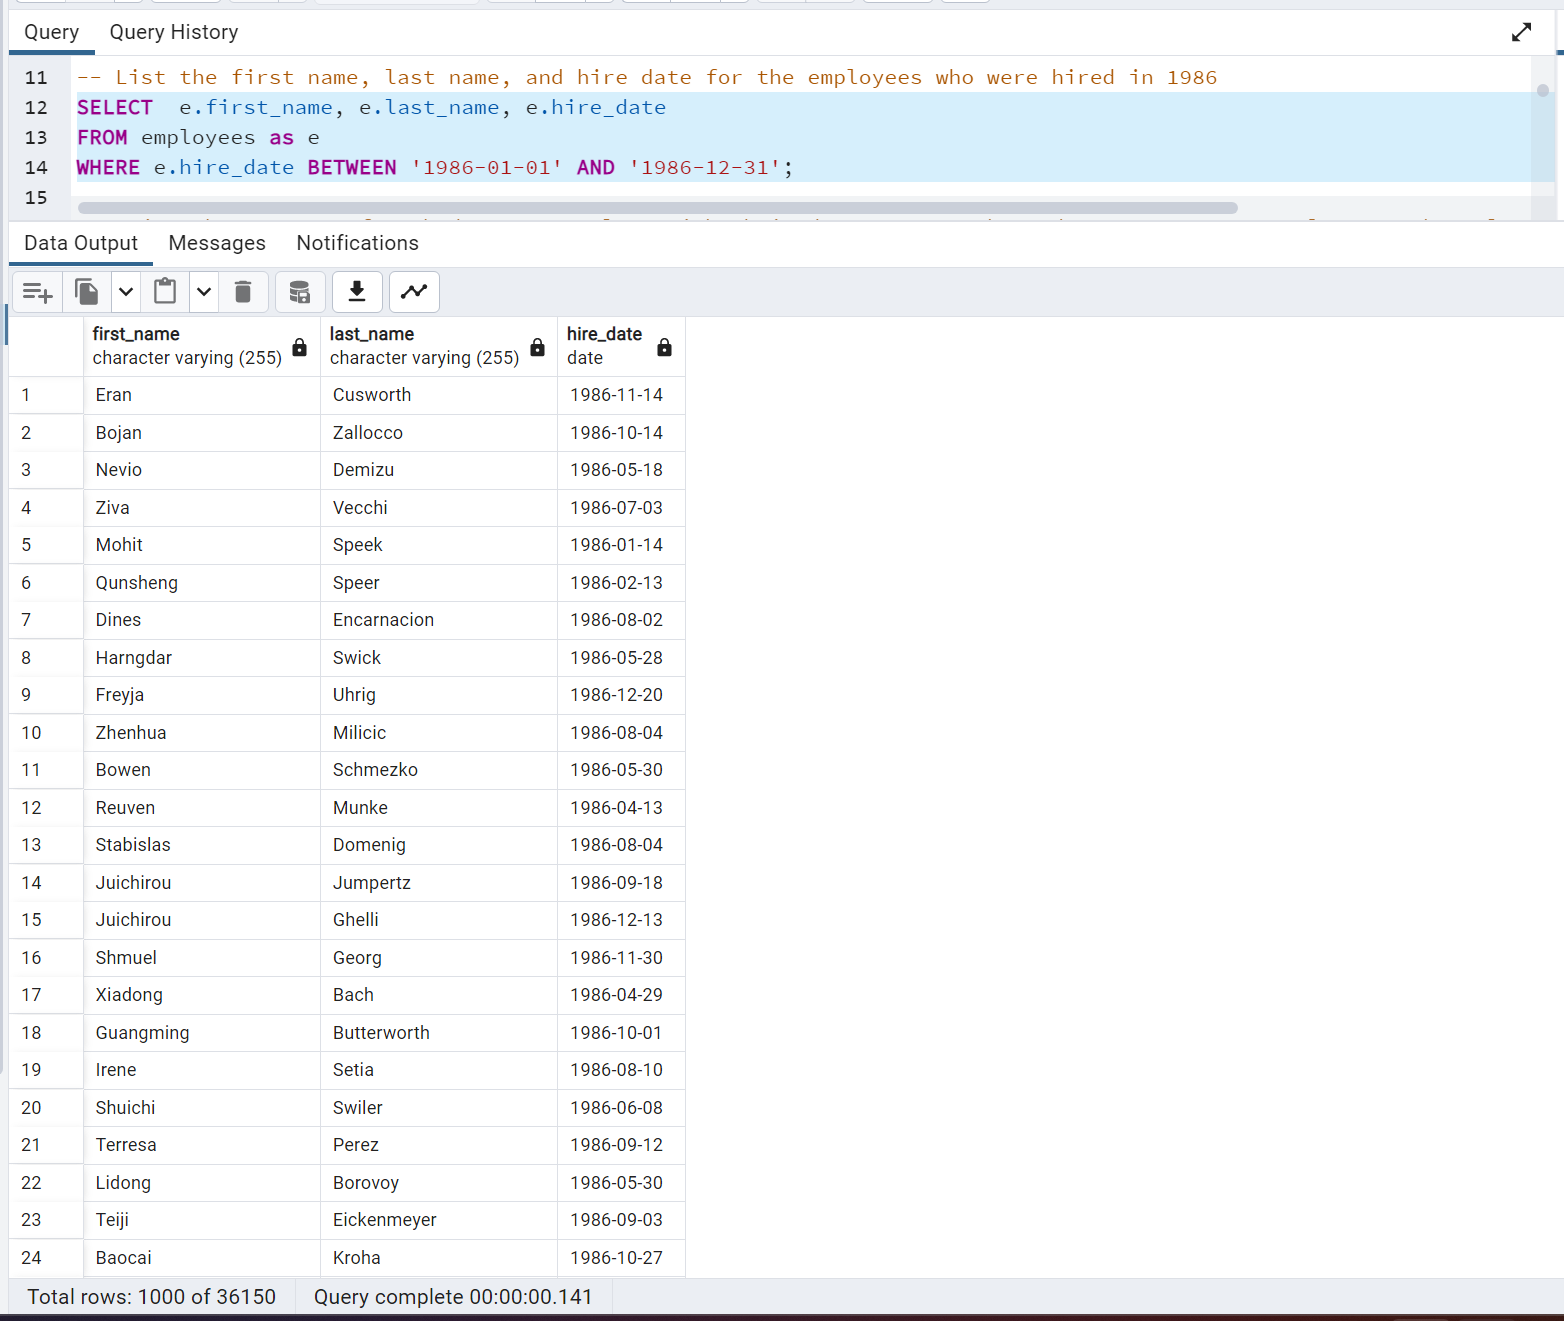 Query Query History
11 -- List the first name, last name, and hire date for the employees who were hired in 1986
12 SELECT  e.first_name, e.last_name, e.hire_date
13 FROM employees as e
14 WHERE e.hire_date BETWEEN '1986-01-01' AND '1986-12-31';
15
Data Output Messages Notifications
first_name last_name hire_date
character varying (255) character varying (255) date
1 Eran Cusworth 1986-11-14
2 Bojan Zallocco 1986-10-14
3 Nevio Demizu 1986-05-18
4 Ziva Vecchi 1986-07-03
5 Mohit Speek 1986-01-14
6 Qunsheng Speer 1986-02-13
7 Dines Encarnacion 1986-08-02
8 Harngdar Swick 1986-05-28
9 Freyja Uhrig 1986-12-20
10 Zhenhua Milicic 1986-08-04
11 Bowen Schmezko 1986-05-30
12 Reuven Munke 1986-04-13
13 Stabislas Domenig 1986-08-04
14 Juichirou Jumpertz 1986-09-18
15 Juichirou Ghelli 1986-12-13
16 Shmuel Georg 1986-11-30
17 Xiadong Bach 1986-04-29
18 Guangming Butterworth 1986-10-01
19 Irene Setia 1986-08-10
20 Shuichi Swiler 1986-06-08
21 Terresa Perez 1986-09-12
22 Lidong Borovoy 1986-05-30
23 Teiji Eickenmeyer 1986-09-03
24 Baocai Kroha 1986-10-27
Total rows: 1000 of 36150 Query complete 00:00:00.141